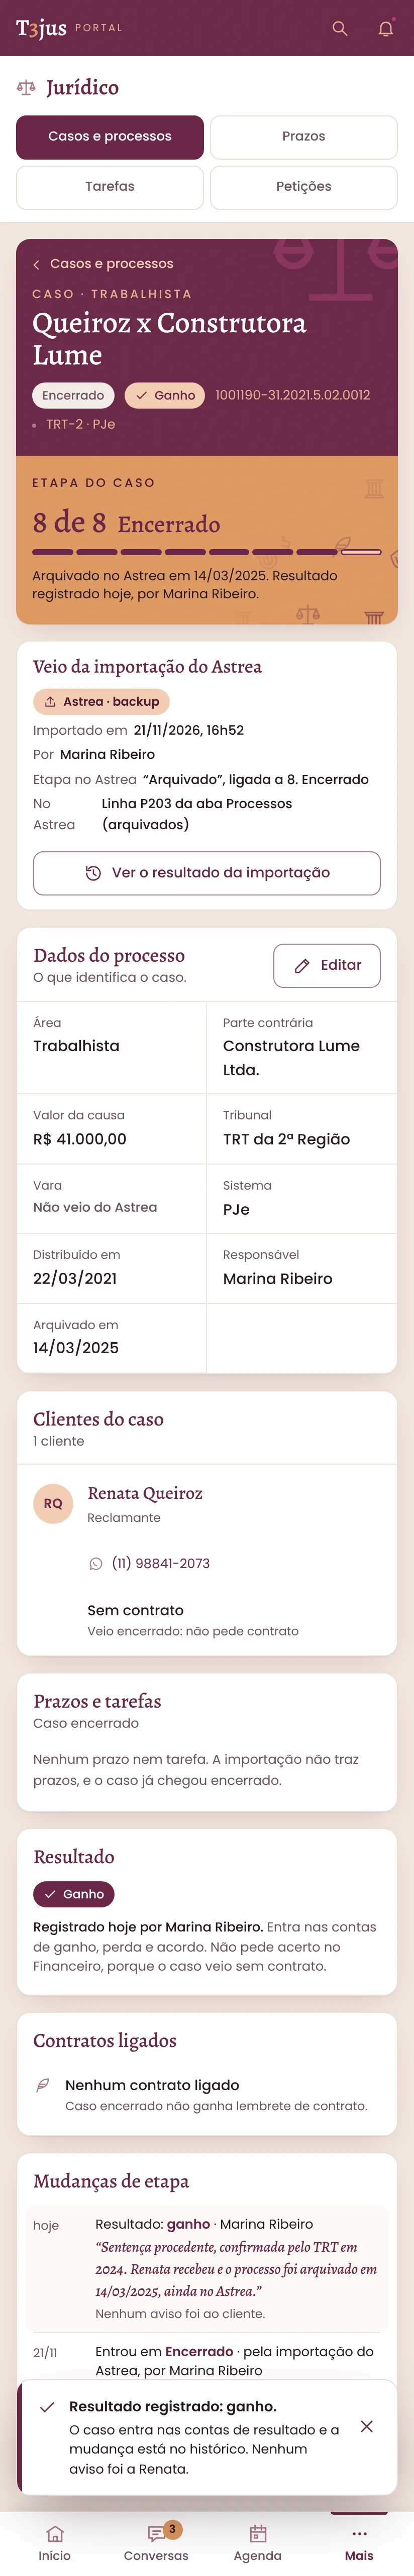 T3jus PORTAL
Jurídico
Casos e processos
Prazos
Tarefas
Petições
Casos e processos
CASO · TRABALHISTA
Queiroz x Construtora
Lume
Encerrado
Ganho
1001190-31.2021.5.02.0012
• TRT-2 · PJe
ETAPA DO CASO
8 de 8 Encerrado
Arquivado no Astrea em 14/03/2025. Resultado
registrado hoje, por Marina Ribeiro.
Veio da importação do Astrea
Astrea · backup
Importado em 21/11/2026, 16h52
Por Marina Ribeiro
Etapa no Astrea “Arquivado”, ligada a 8. Encerrado
No Astrea
Linha P203 da aba Processos
(arquivados)
Ver o resultado da importação
Dados do processo
O que identifica o caso.
Editar
Área
Trabalhista
Parte contrária
Construtora Lume
Ltda.
Valor da causa
R$ 41.000,00
Tribunal
TRT da 2ª Região
Vara
Não veio do Astrea
Sistema
PJe
Distribuído em
22/03/2021
Responsável
Marina Ribeiro
Arquivado em
14/03/2025
Clientes do caso
1 cliente
RQ
Renata Queiroz
Reclamante
(11) 98841-2073
Sem contrato
Veio encerrado: não pede contrato
Prazos e tarefas
Caso encerrado
Nenhum prazo nem tarefa. A importação não traz
prazos, e o caso já chegou encerrado.
Resultado
Ganho
Registrado hoje por Marina Ribeiro. Entra nas contas
de ganho, perda e acordo. Não pede acerto no
Financeiro, porque o caso veio sem contrato.
Contratos ligados
Nenhum contrato ligado
Caso encerrado não ganha lembrete de contrato.
Mudanças de etapa
hoje
Resultado: ganho · Marina Ribeiro
“Sentença procedente, confirmada pelo TRT em
2024. Renata recebeu e o processo foi arquivado em
14/03/2025, ainda no Astrea.”
Nenhum aviso foi ao cliente.
21/11
Entrou em Encerrado · pela importação do
Astrea, por Marina Ribeiro
Resultado registrado: ganho.
O caso entra nas contas de resultado e a
mudança está no histórico. Nenhum
aviso foi a Renata.
Início
3
Conversas
Agenda
Mais